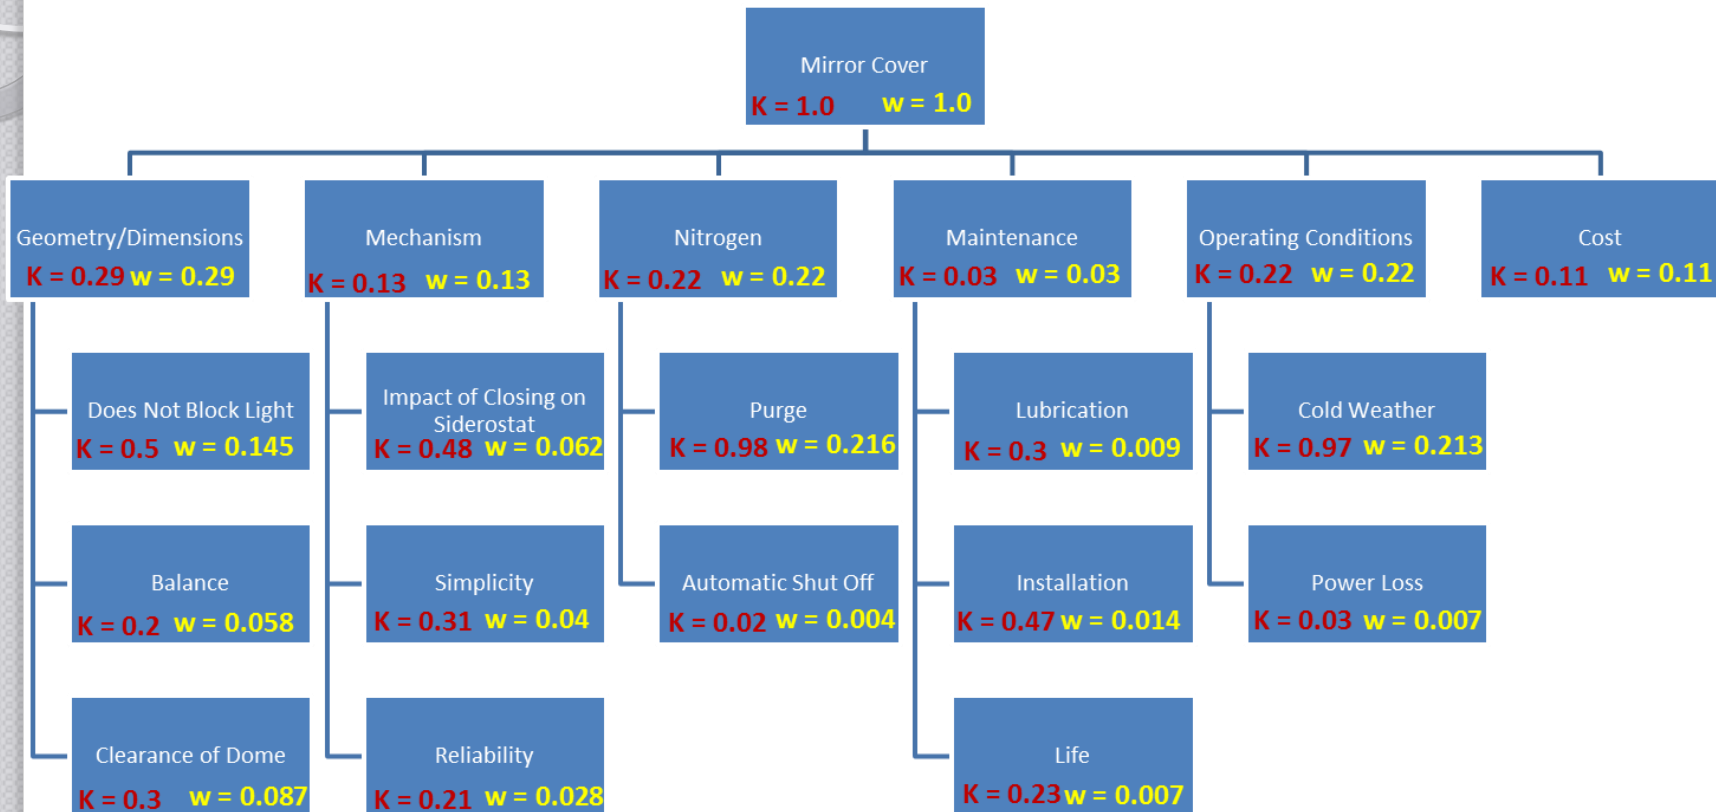 Mirror Cover
K = 1.0 w = 1.0
Geometry/Dimensions
K = 0.29 w = 0.29
Mechanism
K = 0.13 w = 0.13
Nitrogen
K = 0.22 w = 0.22
Maintenance
K = 0.03 w = 0.03
Operating Conditions
K = 0.22 w = 0.22
Cost
K = 0.11 w = 0.11
Does Not Block Light
K = 0.5 w = 0.145
Impact of Closing on
Siderostat
K = 0.48 w = 0.062
Purge
K = 0.98 w = 0.216
Lubrication
K = 0.3 w = 0.009
Cold Weather
K = 0.97 w = 0.213
Balance
K = 0.2 w = 0.058
Simplicity
K = 0.31 w = 0.04
Automatic Shut Off
K = 0.02 w = 0.004
Installation
K = 0.47 w = 0.014
Power Loss
K = 0.03 w = 0.007
Clearance of Dome
K = 0.3 w = 0.087
Reliability
K = 0.21 w = 0.028
Life
K = 0.23 w = 0.007